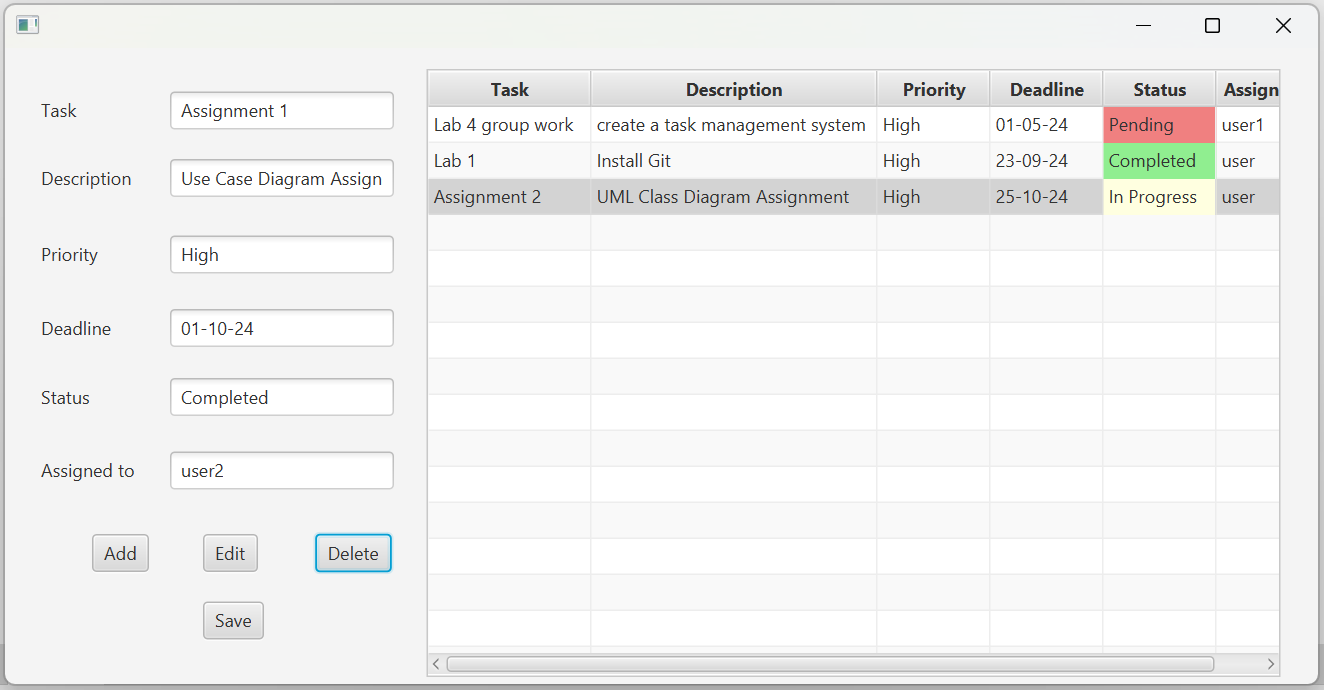 Task Assignment 1
Description Use Case Diagram Assign
Priority High
Deadline 01-10-24
Status Completed
Assigned to user2
Add Edit Delete
Save
Task Description Priority Deadline Status Assign
Lab 4 group work create a task management system High 01-05-24 Pending user1
Lab 1 Install Git High 23-09-24 Completed user
Assignment 2 UML Class Diagram Assignment High 25-10-24 In Progress user